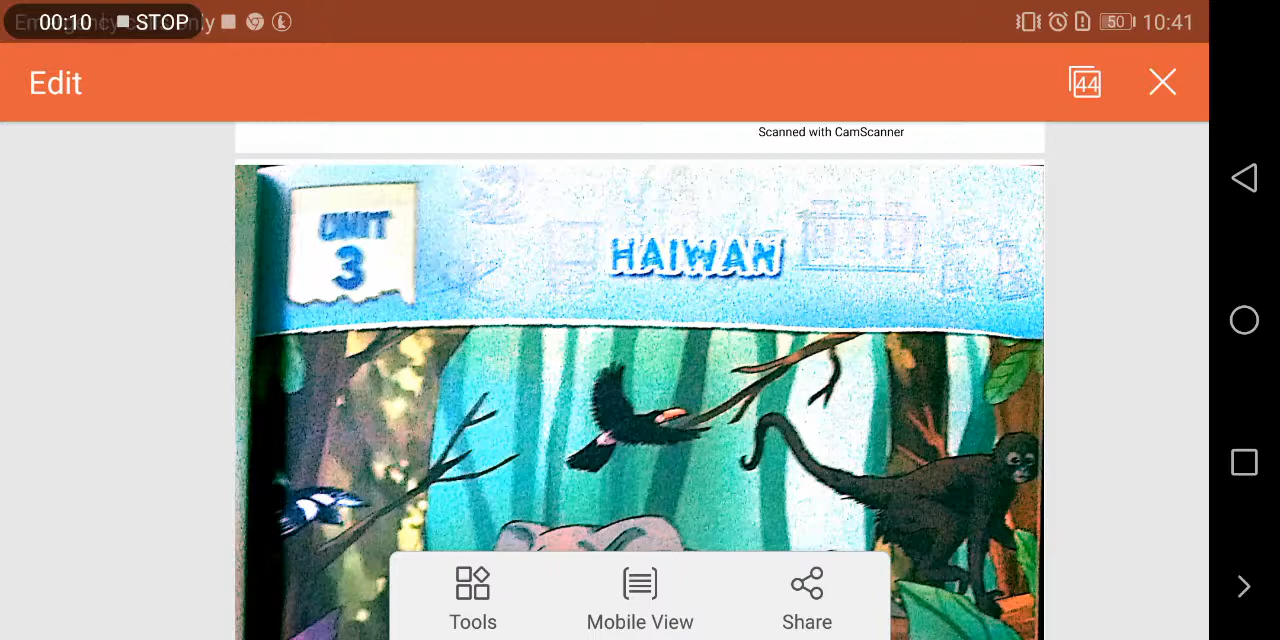 00:10 STOP
50 10:41
Edit
44
Scanned with CamScanner
UNIT
3
HAIWAN
Tools
Mobile View
Share